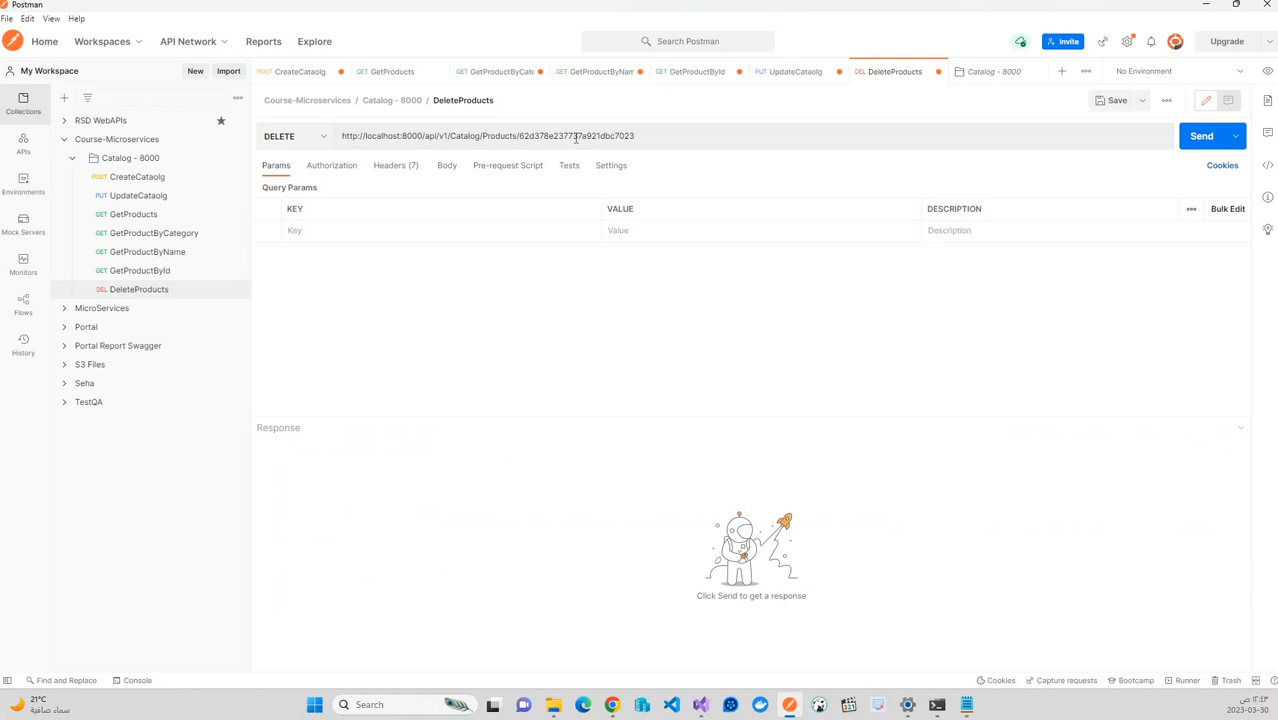 Postman
File Edit View Help
Home Workspaces API Network Reports Explore Search Postman Invite Upgrade
My Workspace New Import CreateCataolg GetProducts GET GetProducts GET GetProductByCate GET GetProductByNam GET GetProductById PUT UpdateCataolg DEL DeleteProducts Catalog - 8000 No Environment
Collections
APIs
Environments
Mock Servers
Monitors
Flows
History
RSD WebAPIs
Course-Microservices
Catalog - 8000
POST CreateCataolg
PUT UpdateCataolg
GET GetProducts
GET GetProductByCategory
GET GetProductByName
GET GetProductById
DEL DeleteProducts
MicroServices
Portal
Portal Report Swagger
S3 Files
Seha
TestQA
Course-Microservices / Catalog - 8000 / DeleteProducts Save
DELETE http://localhost:8000/api/v1/Catalog/Products/62d378e237737a921dbc7023 Send
Params Authorization Headers (7) Body Pre-request Script Tests Settings Cookies
Query Params
KEY VALUE DESCRIPTION Bulk Edit
Key Value Description
Response
Click Send to get a response
Find and Replace Console Cookies Capture requests Bootcamp Runner Trash
21°C
سماء صافية
Search
١٢:٤٣ ص
2023-03-30